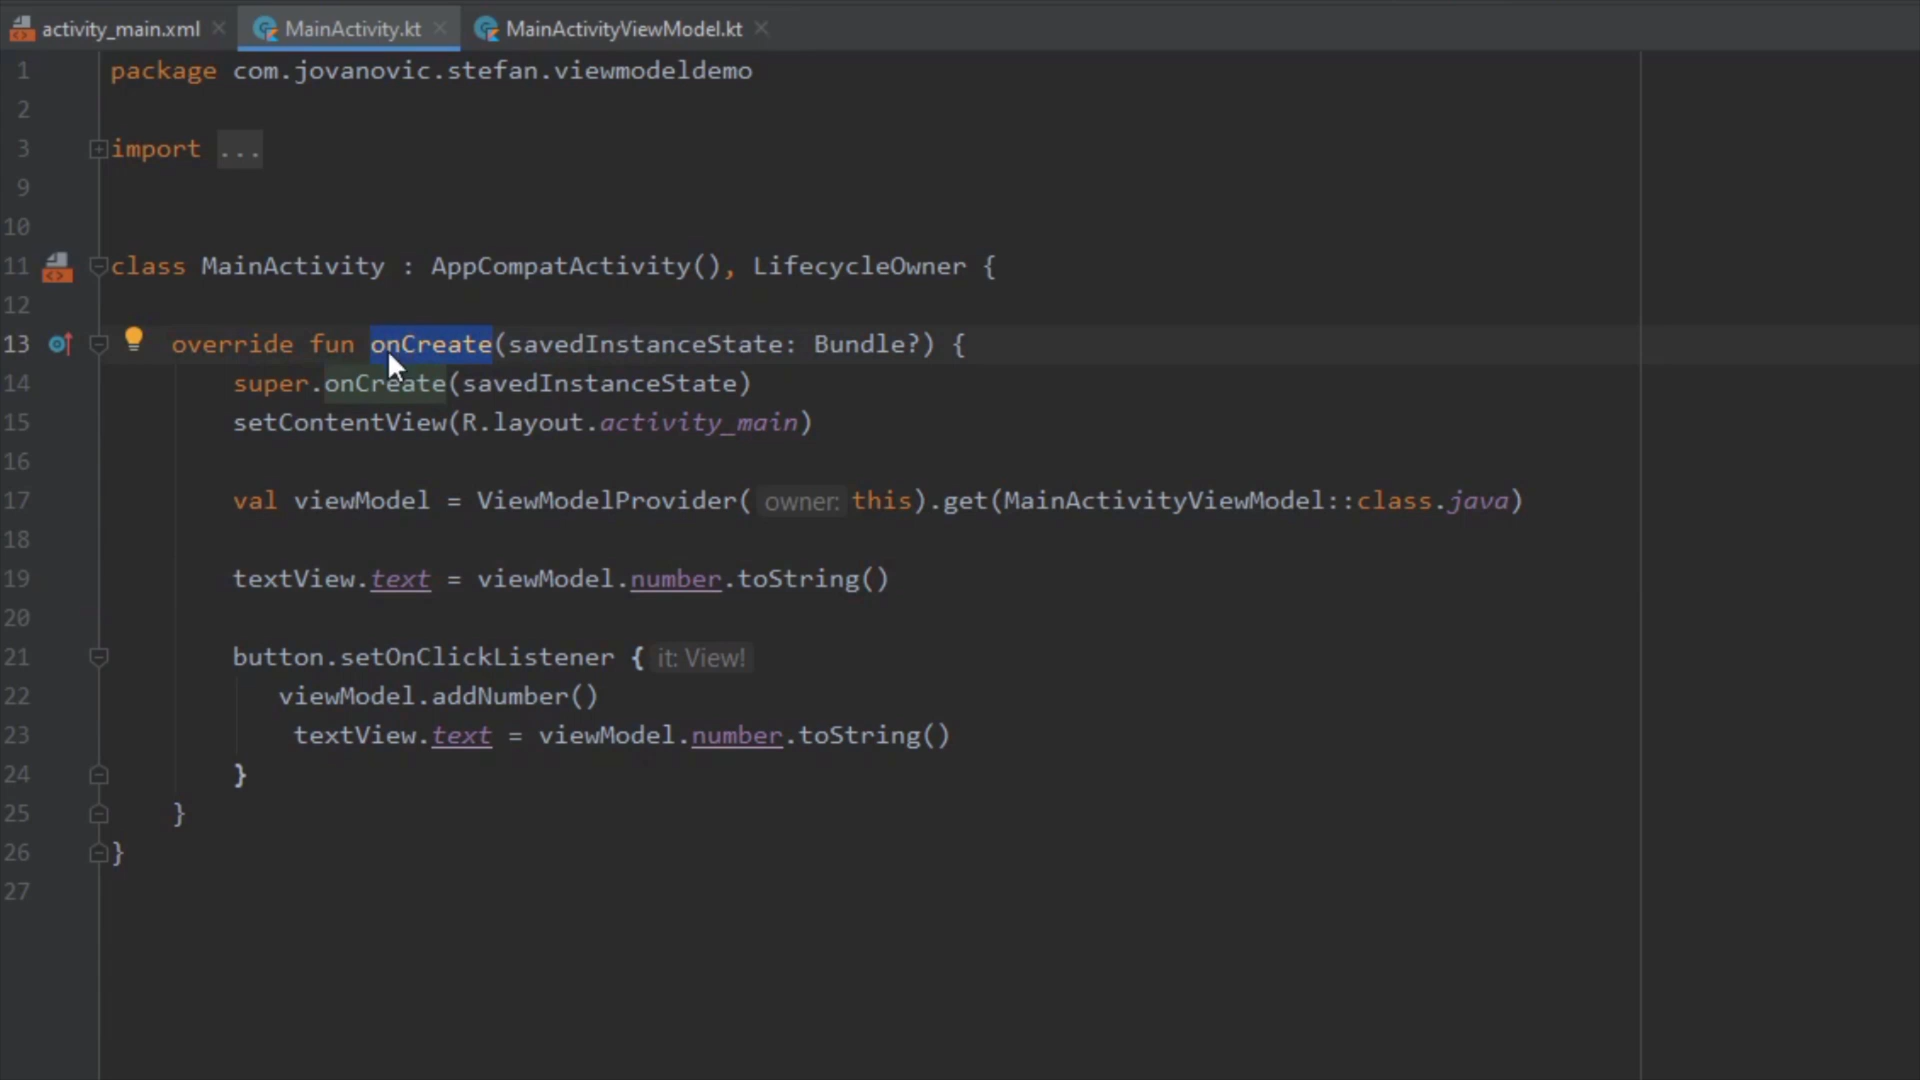 activity_main.xml MainActivity.kt MainActivityViewModel.kt
1 package com.jovanovic.stefan.viewmodeldemo
2
3 import ...
9
10
11 class MainActivity : AppCompatActivity(), LifecycleOwner {
12
13 override fun onCreate(savedInstanceState: Bundle?) {
14 super.onCreate(savedInstanceState)
15 setContentView(R.layout.activity_main)
16
17 val viewModel = ViewModelProvider( owner: this).get(MainActivityViewModel::class.java)
18
19 textView.text = viewModel.number.toString()
20
21 button.setOnClickListener { it: View!
22 viewModel.addNumber()
23 textView.text = viewModel.number.toString()
24 }
25 }
26 }
27